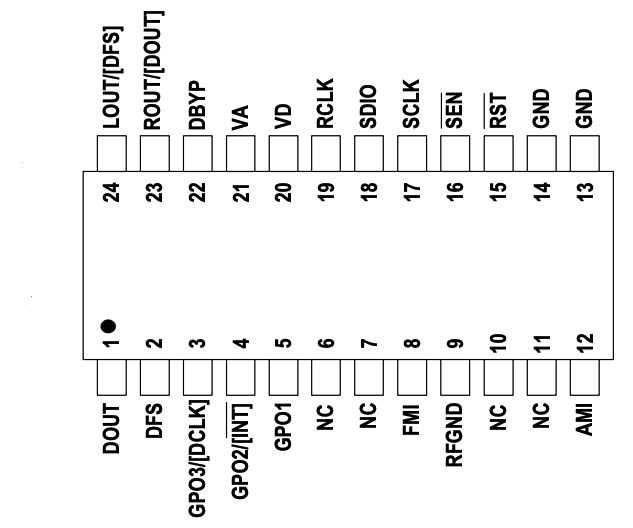 LOUT/[DFS]
ROUT/[DOUT]
DBYP
VA
VD
RCLK
SDIO
SCLK
SEN
RST
GND
GND
24
23
22
21
20
19
18
17
16
15
14
13
1
2
3
4
5
6
7
8
9
10
11
12
DOUT
DFS
GPO3/[DCLK]
GPO2/[INT]
GPO1
NC
NC
FMI
RFGND
NC
NC
AMI